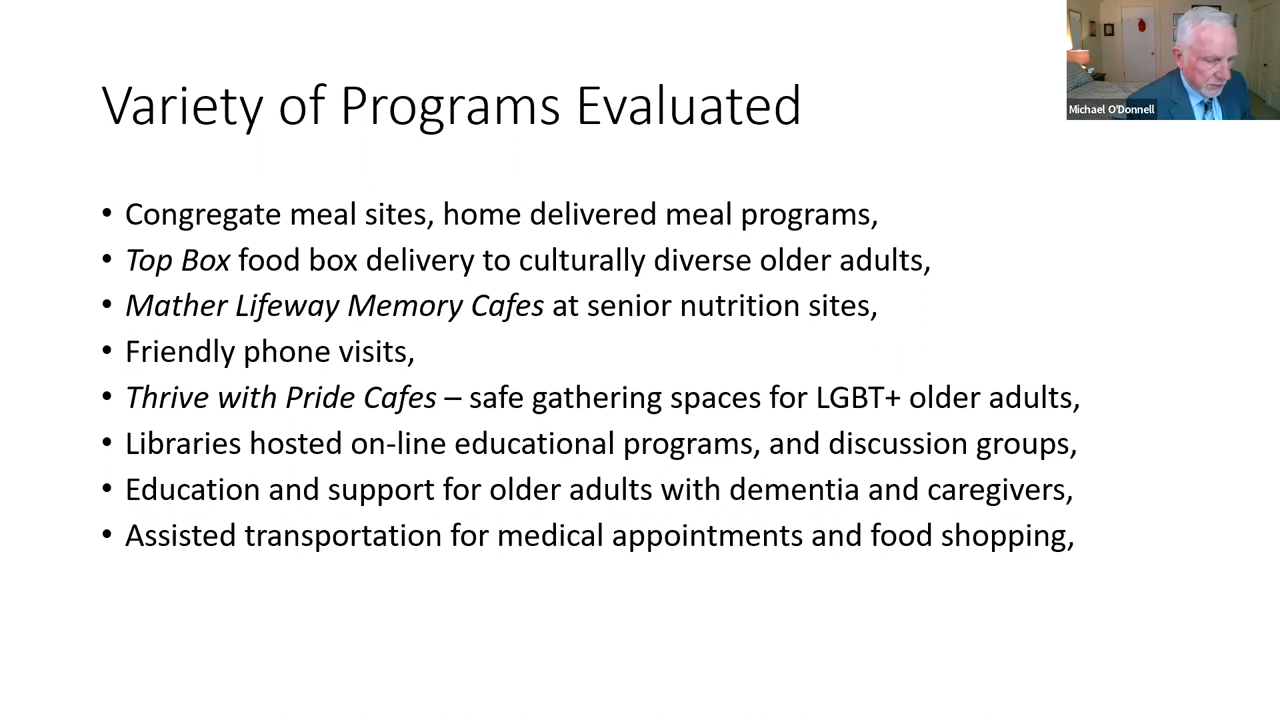 Variety of Programs Evaluated
Michael O'Donnell
• Congregate meal sites, home delivered meal programs,
• Top Box food box delivery to culturally diverse older adults,
• Mather Lifeway Memory Cafes at senior nutrition sites,
• Friendly phone visits,
• Thrive with Pride Cafes – safe gathering spaces for LGBT+ older adults,
• Libraries hosted on-line educational programs, and discussion groups,
• Education and support for older adults with dementia and caregivers,
• Assisted transportation for medical appointments and food shopping,